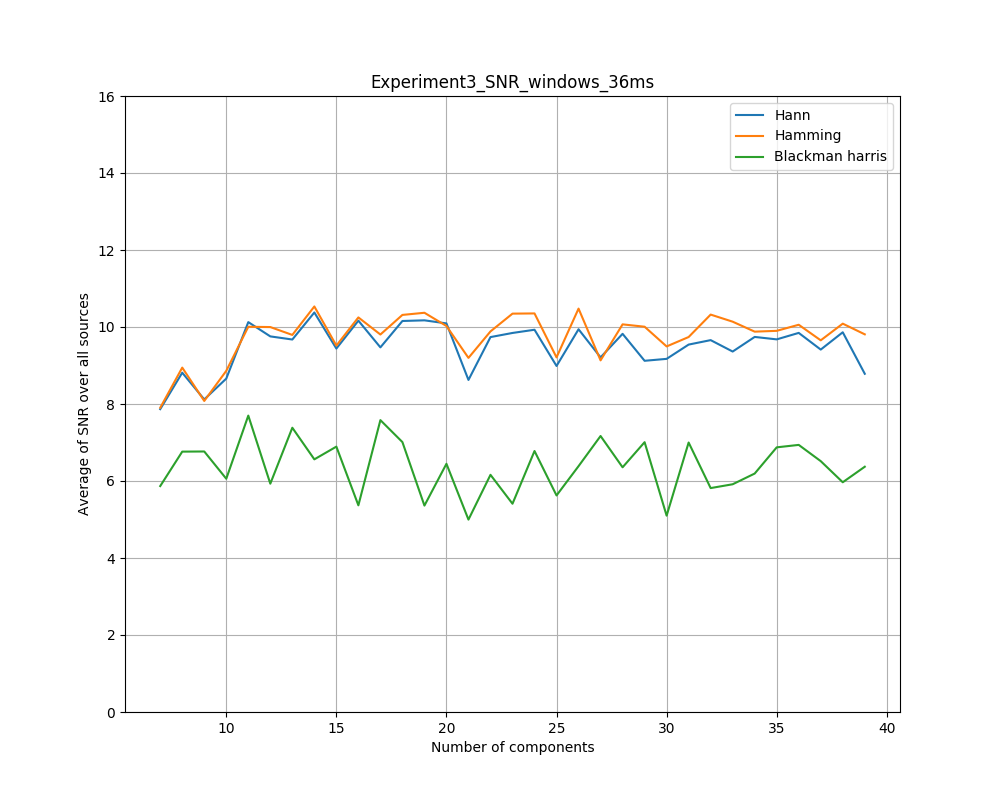 Experiment3_SNR_windows_36ms
Hann
Hamming
Blackman harris
Average of SNR over all sources
16
14
12
10
8
6
4
2
0
10 15 20 25 30 35 40
Number of components